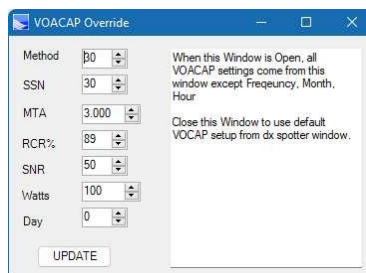 VOACAP Override
Method 30
SSN 30
MTA 3.000
RCR% 89
SNR 50
Watts 100
Day 0
UPDATE
When this Window is Open, all
VOACAP settings come from this
window except Freqeuncy, Month,
Hour
Close this Window to use default
VOCAP setup from dx spotter window.